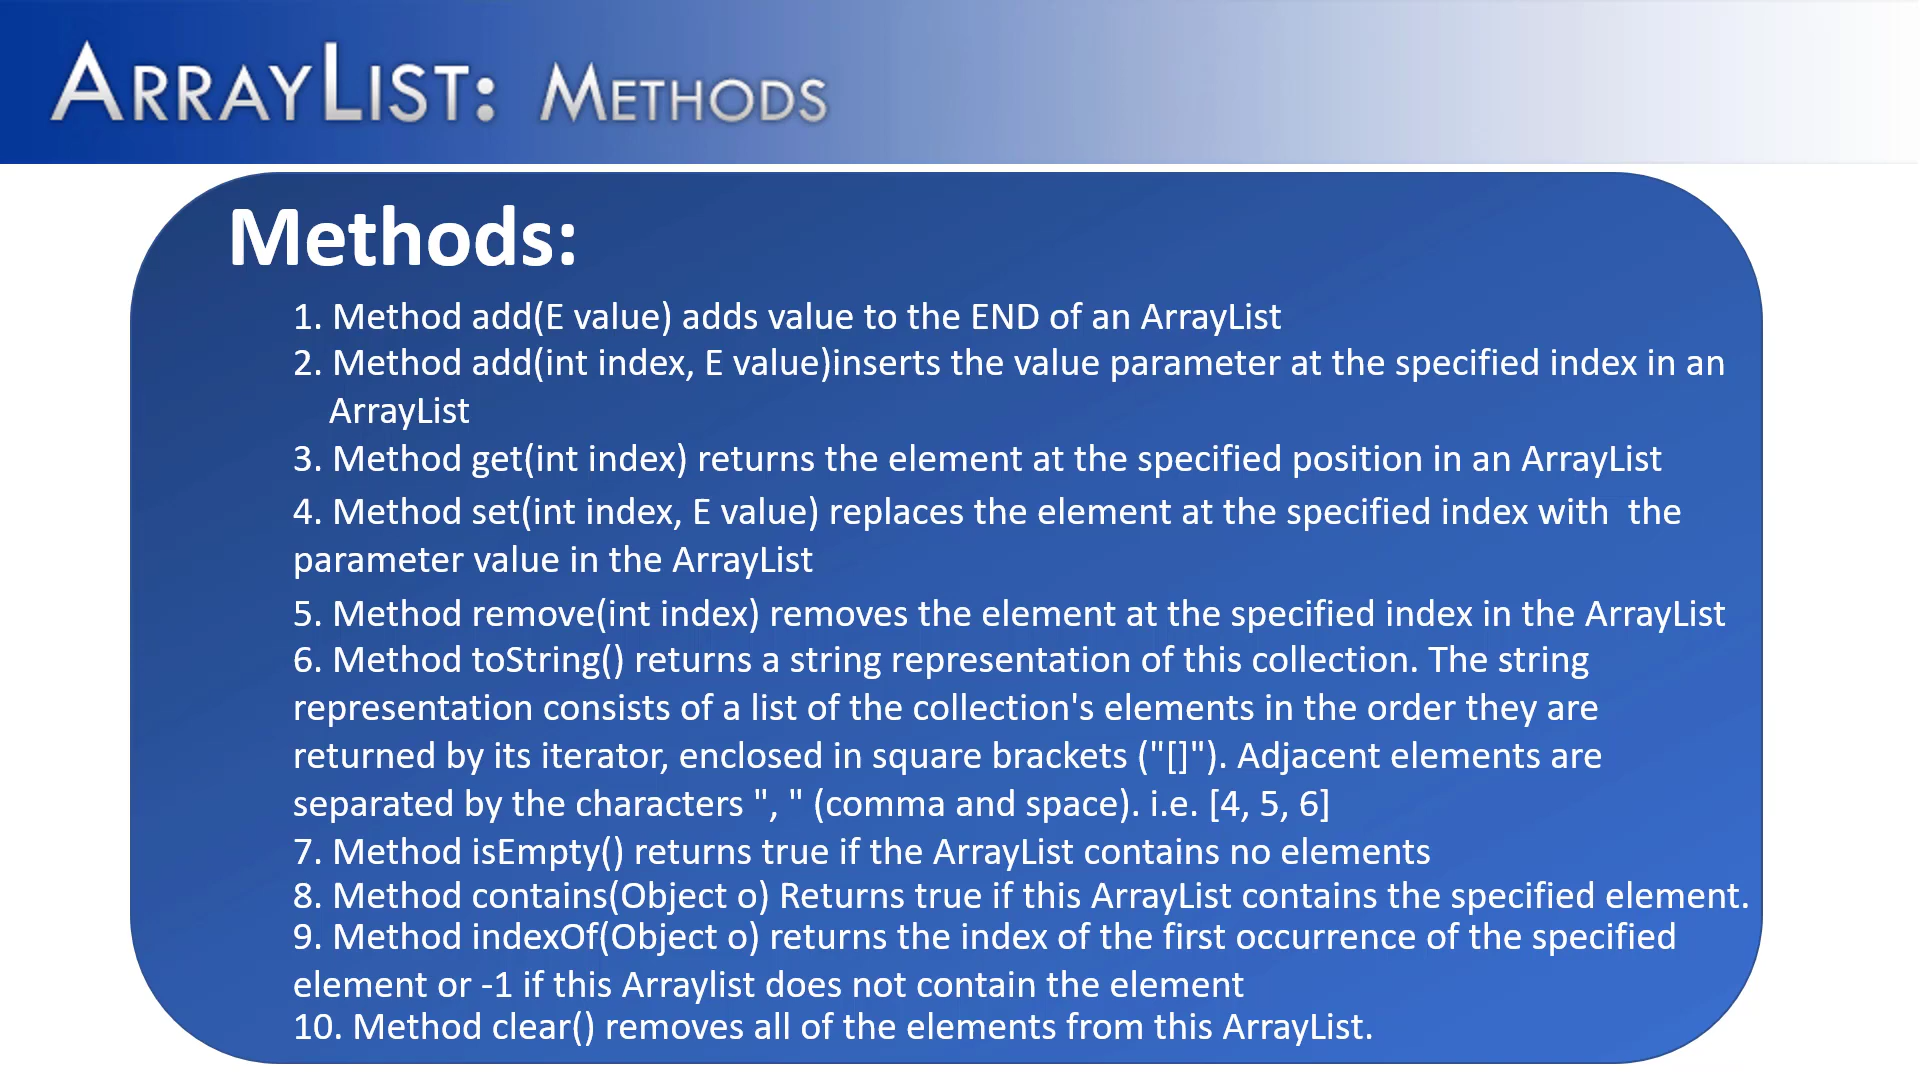 ArrayList: Methods
Methods:
1. Method add(E value) adds value to the END of an ArrayList
2. Method add(int index, E value)inserts the value parameter at the specified index in an
ArrayList
3. Method get(int index) returns the element at the specified position in an ArrayList
4. Method set(int index, E value) replaces the element at the specified index with  the
parameter value in the ArrayList
5. Method remove(int index) removes the element at the specified index in the ArrayList
6. Method toString() returns a string representation of this collection. The string
representation consists of a list of the collection's elements in the order they are
returned by its iterator, enclosed in square brackets ("[]"). Adjacent elements are
separated by the characters ", " (comma and space). i.e. [4, 5, 6]
7. Method isEmpty() returns true if the ArrayList contains no elements
8. Method contains(Object o) Returns true if this ArrayList contains the specified element.
9. Method indexOf(Object o) returns the index of the first occurrence of the specified
element or -1 if this Arraylist does not contain the element
10. Method clear() removes all of the elements from this ArrayList.